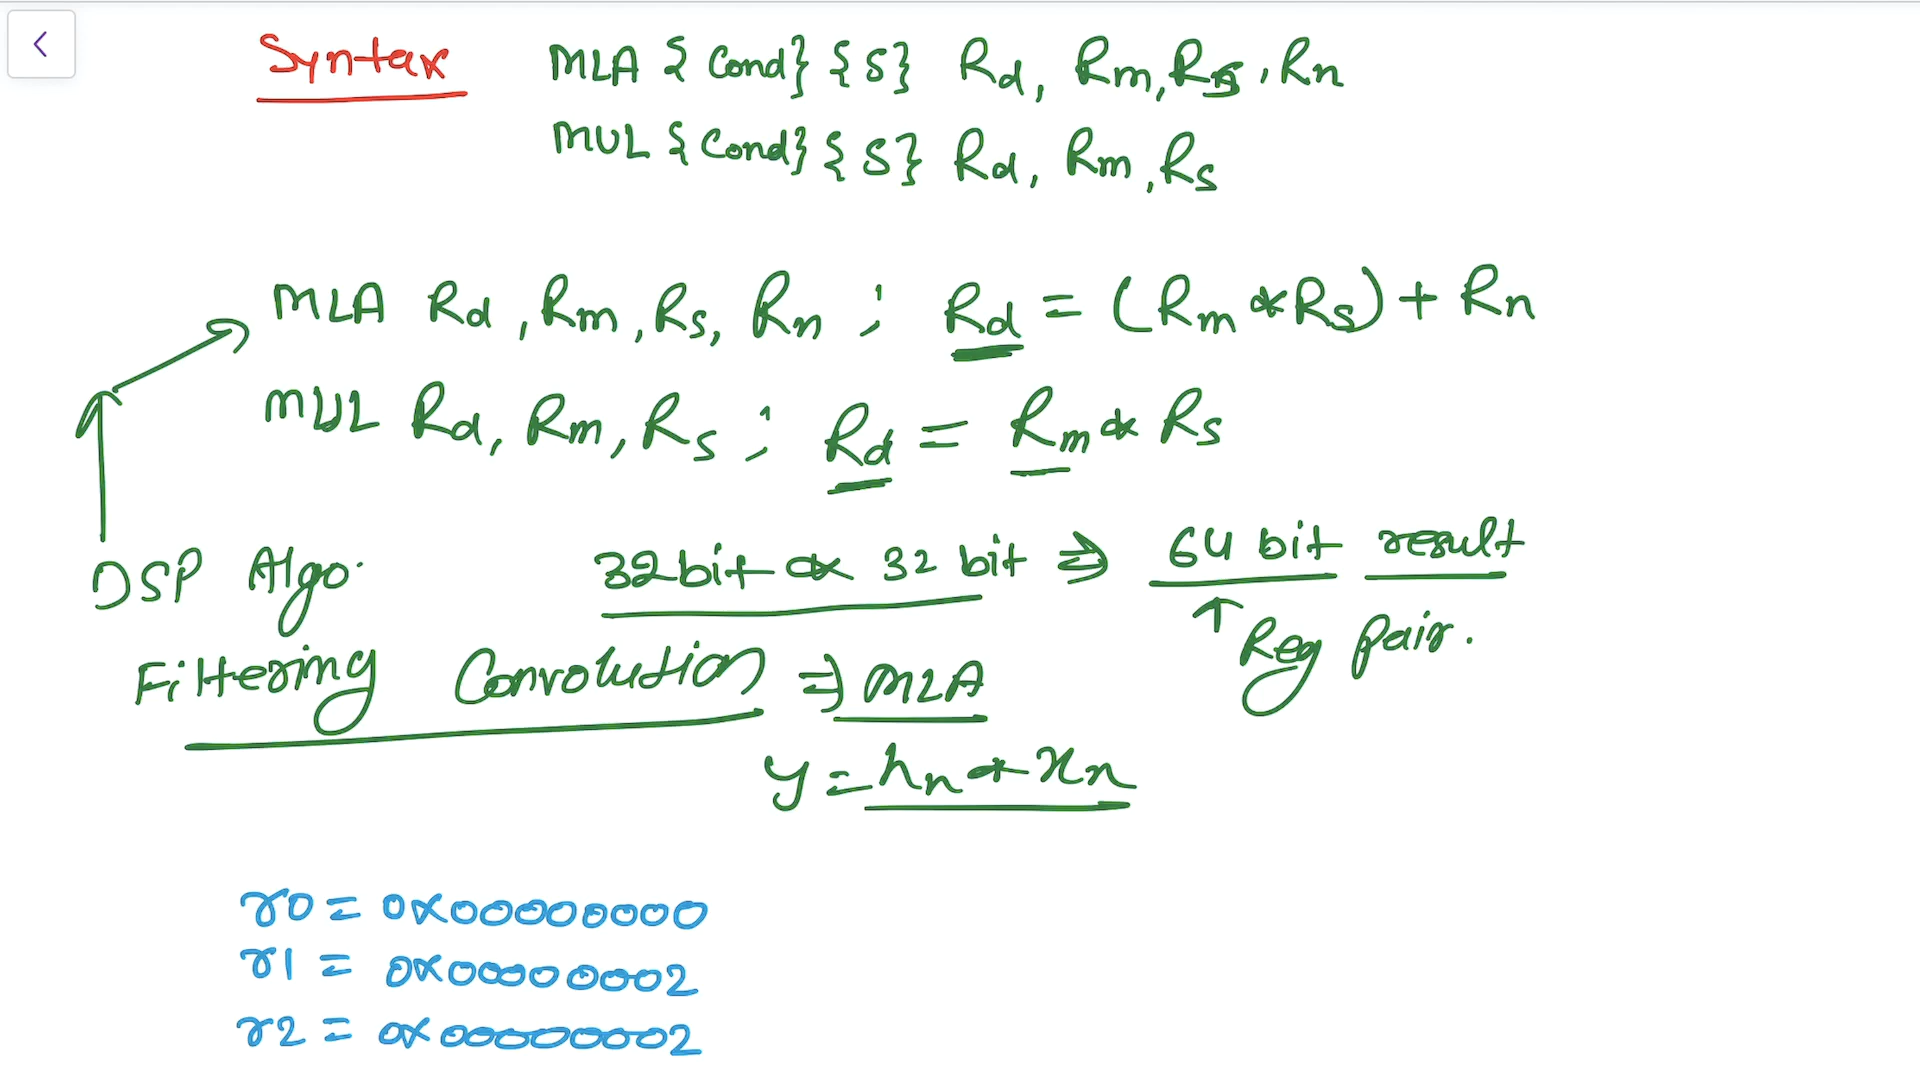 Syntax MLA {Cond} {S} Rd, Rm, Rs, Rn
MUL {Cond} {S} Rd, Rm, Rs
MLA Rd, Rm, Rs, Rn ; Rd = (Rm * Rs) + Rn
MUL Rd, Rm, Rs ; Rd = Rm * Rs
DSP Algo. 32bit * 32 bit ⇒ 64 bit result
↑ Reg pair.
Filtering Convolution ⇒ MLA
y = hn * xn
r0 = 0x00000000
r1 = 0x00000002
r2 = 0x00000002